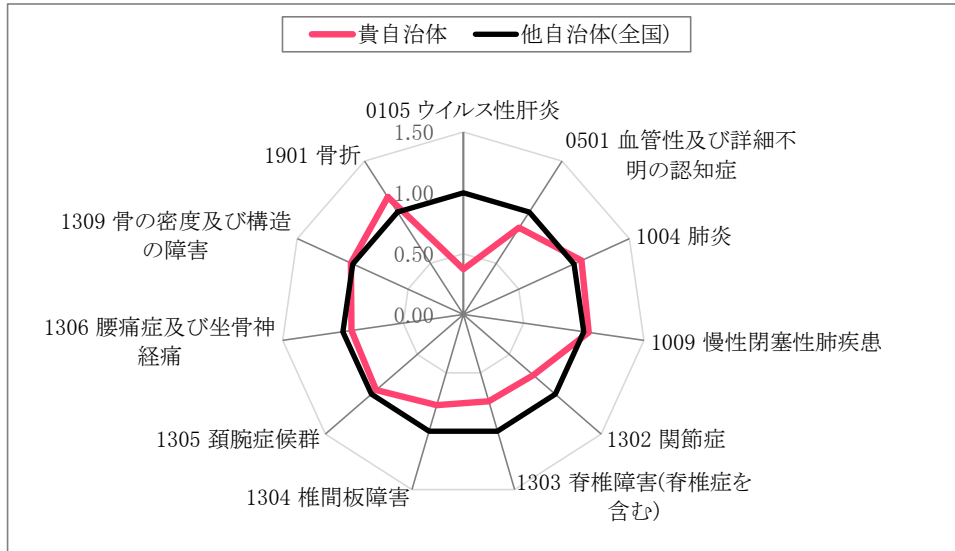 貴自治体
他自治体(全国)
0105 ウイルス性肝炎
0501 血管性及び詳細不
明の認知症
1004 肺炎
1009 慢性閉塞性肺疾患
1302 関節症
1303 脊椎障害(脊椎症を
含む)
1304 椎間板障害
1305 頚腕症候群
1306 腰痛症及び坐骨神
経痛
1309 骨の密度及び構造
の障害
1901 骨折
1.50
1.00
0.50
0.00